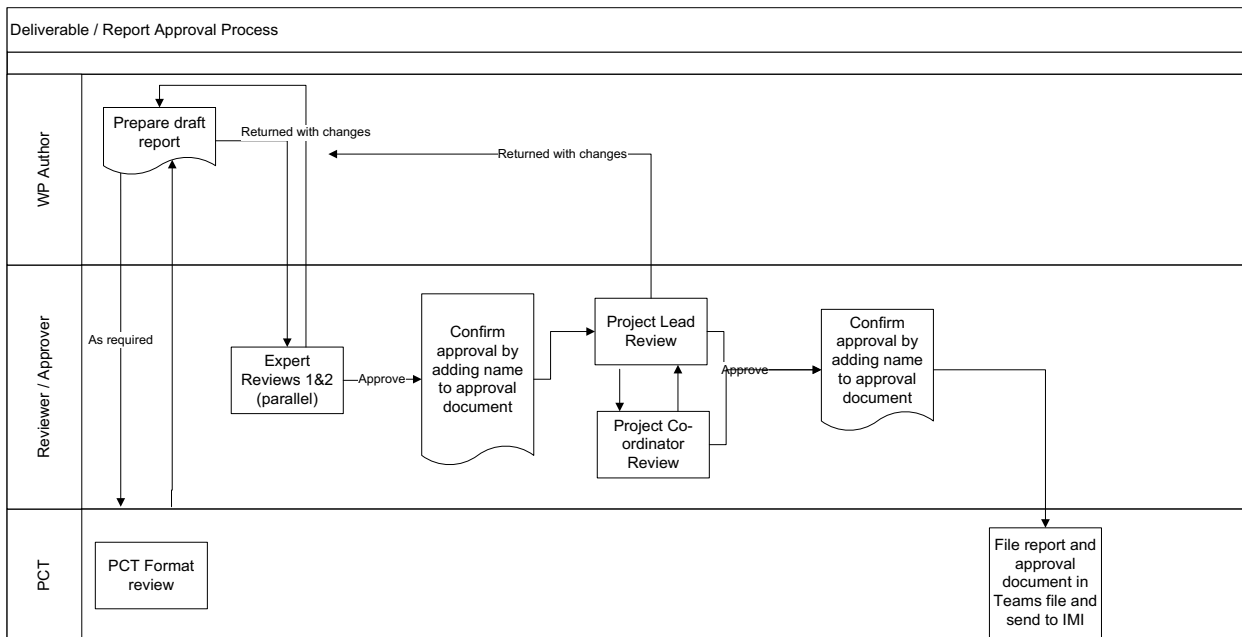 Deliverable / Report Approval Process
WP Author
Prepare draft
report
Returned with changes
Returned with changes
Reviewer / Approver
As required
Expert
Reviews 1&2
(parallel)
Approve
Confirm
approval by
adding name
to approval
document
Project Lead
Review
Project Co-
ordinator
Review
Approve
Confirm
approval by
adding name
to approval
document
PCT
PCT Format
review
File report and
approval
document in
Teams file and
send to IMI